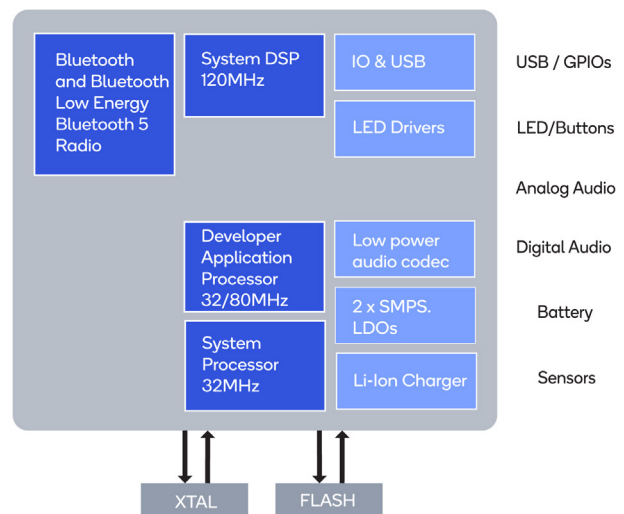 Bluetooth
and Bluetooth
Low Energy
Bluetooth 5
Radio
System DSP
120MHz
IO & USB
LED Drivers
Developer
Application
Processor
32/80MHz
System
Processor
32MHz
Low power
audio codec
2 x SMPS.
LDOs
Li-Ion Charger
USB / GPIOs
LED/Buttons
Analog Audio
Digital Audio
Battery
Sensors
XTAL
FLASH